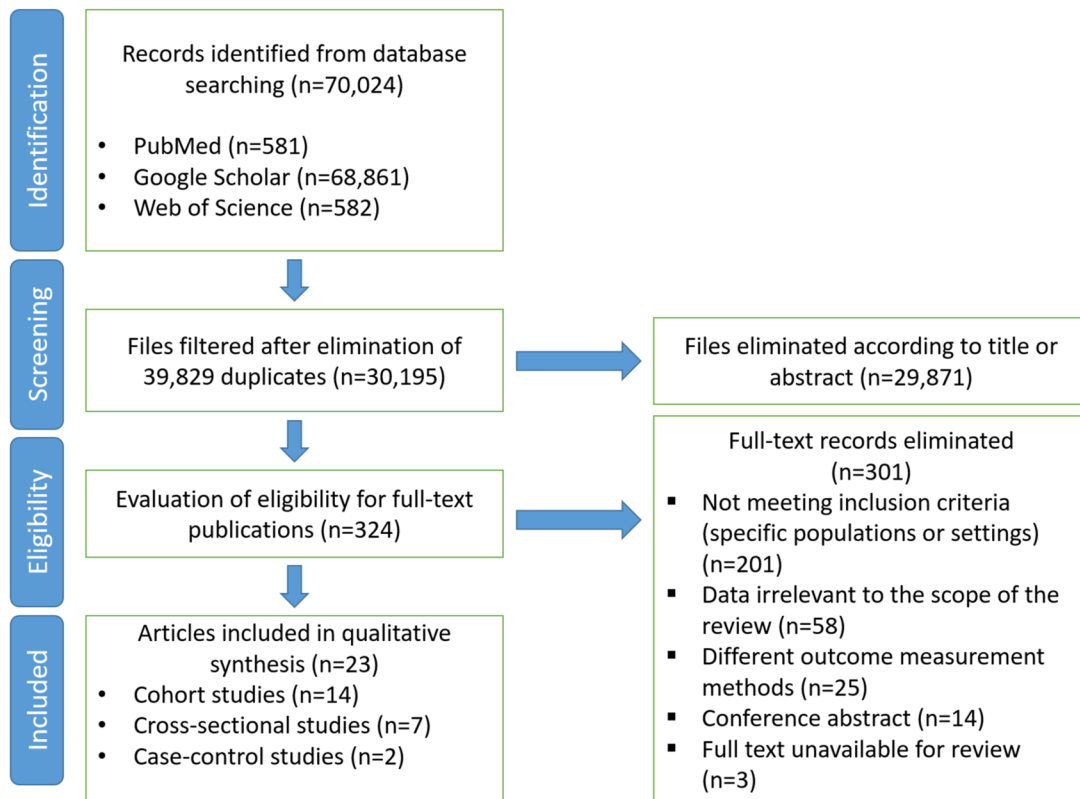 Identification
Records identified from database
searching (n=70,024)
• PubMed (n=581)
• Google Scholar (n=68,861)
• Web of Science (n=582)
Screening
Files filtered after elimination of
39,829 duplicates (n=30,195)
Files eliminated according to title or
abstract (n=29,871)
Eligibility
Evaluation of eligibility for full-text
publications (n=324)
Full-text records eliminated
(n=301)
▪ Not meeting inclusion criteria
(specific populations or settings)
(n=201)
▪ Data irrelevant to the scope of the
review (n=58)
▪ Different outcome measurement
methods (n=25)
▪ Conference abstract (n=14)
▪ Full text unavailable for review
(n=3)
Included
Articles included in qualitative
synthesis (n=23)
• Cohort studies (n=14)
• Cross-sectional studies (n=7)
• Case-control studies (n=2)